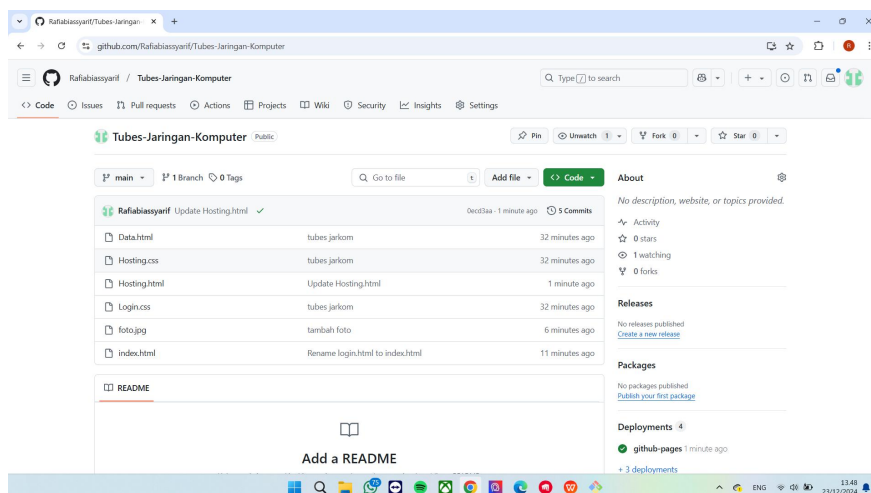 Rafiabiassyarif/Tubes-Jaringan-
github.com/Rafiabiassyarif/Tubes-Jaringan-Komputer
Rafiabiassyarif / Tubes-Jaringan-Komputer
Type / to search
Code Issues Pull requests Actions Projects Wiki Security Insights Settings
Tubes-Jaringan-Komputer Public
Pin Unwatch 1 Fork 0 Star 0
main 1 Branch 0 Tags Go to file t Add file Code
Rafiabiassyarif Update Hosting.html 0ecd3aa · 1 minute ago 5 Commits
Data.html tubes jarkom 32 minutes ago
Hosting.css tubes jarkom 32 minutes ago
Hosting.html Update Hosting.html 1 minute ago
Login.css tubes jarkom 32 minutes ago
foto.jpg tambah foto 6 minutes ago
index.html Rename login.html to index.html 11 minutes ago
README
Add a README
About
No description, website, or topics provided.
Activity
0 stars
1 watching
0 forks
Releases
No releases published
Create a new release
Packages
No packages published
Publish your first package
Deployments 4
github-pages 1 minute ago
+ 3 deployments
ENG 13.48
23/12/2024